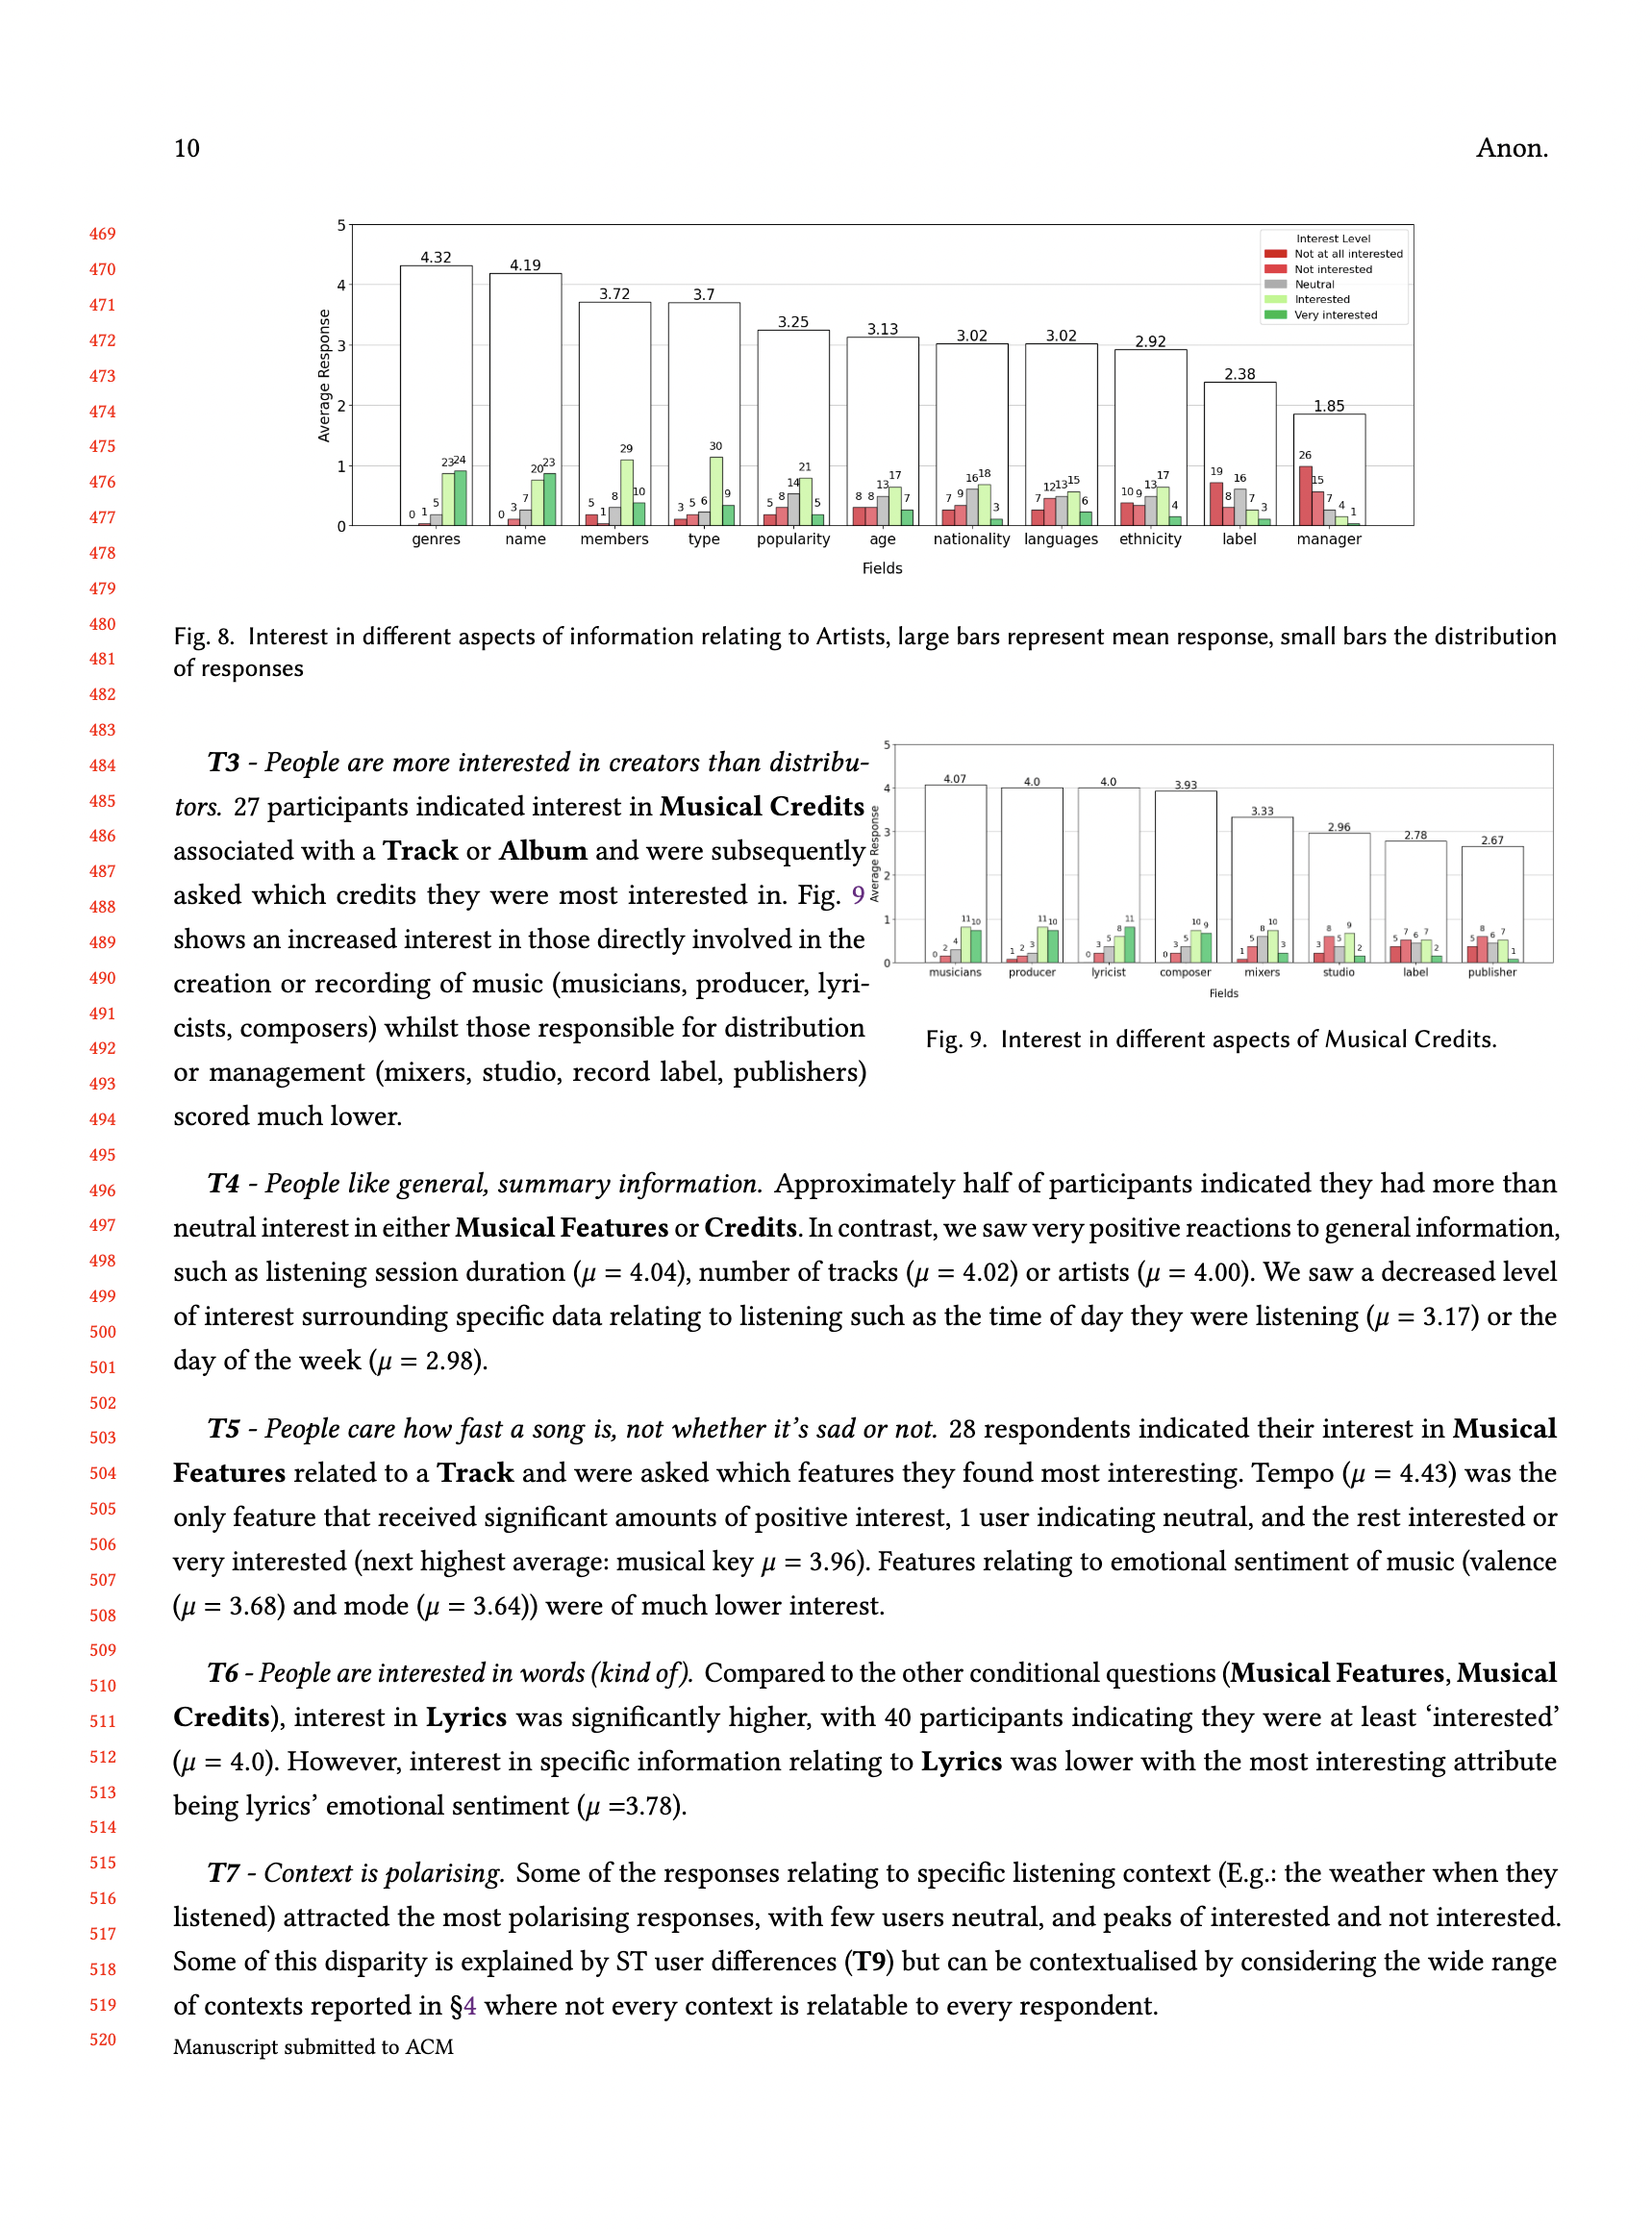 10
Anon.
469
470
471
472
473
474
475
476
477
478
479
480
481
482
483
484
485
486
487
488
489
490
491
492
493
494
495
496
497
498
499
500
501
502
503
504
505
506
507
508
509
510
511
512
513
514
515
516
517
518
519
520
5
4
3
2
1
0
Average Response
4.32
4.19
3.72
3.7
3.25
3.13
3.02
3.02
2.92
2.38
1.85
Interest Level
Not at all interested
Not interested
Neutral
Interested
Very interested
0 1 5 23 24
0 3 7 20 23
5 1 8 29 10
3 5 6 30 9
5 8 14 21 5
8 8 13 17 7
7 9 16 18 3
7 12 13 15 6
10 9 13 17 4
19 8 16 7 3
26 15 7 4 1
genres name members type popularity age nationality languages ethnicity label manager
Fields
Fig. 8. Interest in different aspects of information relating to Artists, large bars represent mean response, small bars the distribution
of responses
T3 - People are more interested in creators than distribu-
tors. 27 participants indicated interest in Musical Credits
associated with a Track or Album and were subsequently
asked which credits they were most interested in. Fig. 9
shows an increased interest in those directly involved in the
creation or recording of music (musicians, producer, lyri-
cists, composers) whilst those responsible for distribution
or management (mixers, studio, record label, publishers)
scored much lower.
5
4
3
2
1
0
Average Response
4.07
4.0
4.0
3.93
3.33
2.96
2.78
2.67
0 2 4 11 10
1 2 3 11 10
0 3 5 8 11
0 3 5 10 9
1 5 8 10 3
3 8 5 9 2
5 7 6 7 2
5 8 6 7 1
musicians producer lyricist composer mixers studio label publisher
Fields
Fig. 9. Interest in different aspects of Musical Credits.
T4 - People like general, summary information. Approximately half of participants indicated they had more than
neutral interest in either Musical Features or Credits. In contrast, we saw very positive reactions to general information,
such as listening session duration (μ = 4.04), number of tracks (μ = 4.02) or artists (μ = 4.00). We saw a decreased level
of interest surrounding specific data relating to listening such as the time of day they were listening (μ = 3.17) or the
day of the week (μ = 2.98).
T5 - People care how fast a song is, not whether it's sad or not. 28 respondents indicated their interest in Musical
Features related to a Track and were asked which features they found most interesting. Tempo (μ = 4.43) was the
only feature that received significant amounts of positive interest, 1 user indicating neutral, and the rest interested or
very interested (next highest average: musical key μ = 3.96). Features relating to emotional sentiment of music (valence
(μ = 3.68) and mode (μ = 3.64)) were of much lower interest.
T6 - People are interested in words (kind of). Compared to the other conditional questions (Musical Features, Musical
Credits), interest in Lyrics was significantly higher, with 40 participants indicating they were at least ‘interested’
(μ = 4.0). However, interest in specific information relating to Lyrics was lower with the most interesting attribute
being lyrics’ emotional sentiment (μ =3.78).
T7 - Context is polarising. Some of the responses relating to specific listening context (E.g.: the weather when they
listened) attracted the most polarising responses, with few users neutral, and peaks of interested and not interested.
Some of this disparity is explained by ST user differences (T9) but can be contextualised by considering the wide range
of contexts reported in §4 where not every context is relatable to every respondent.
Manuscript submitted to ACM